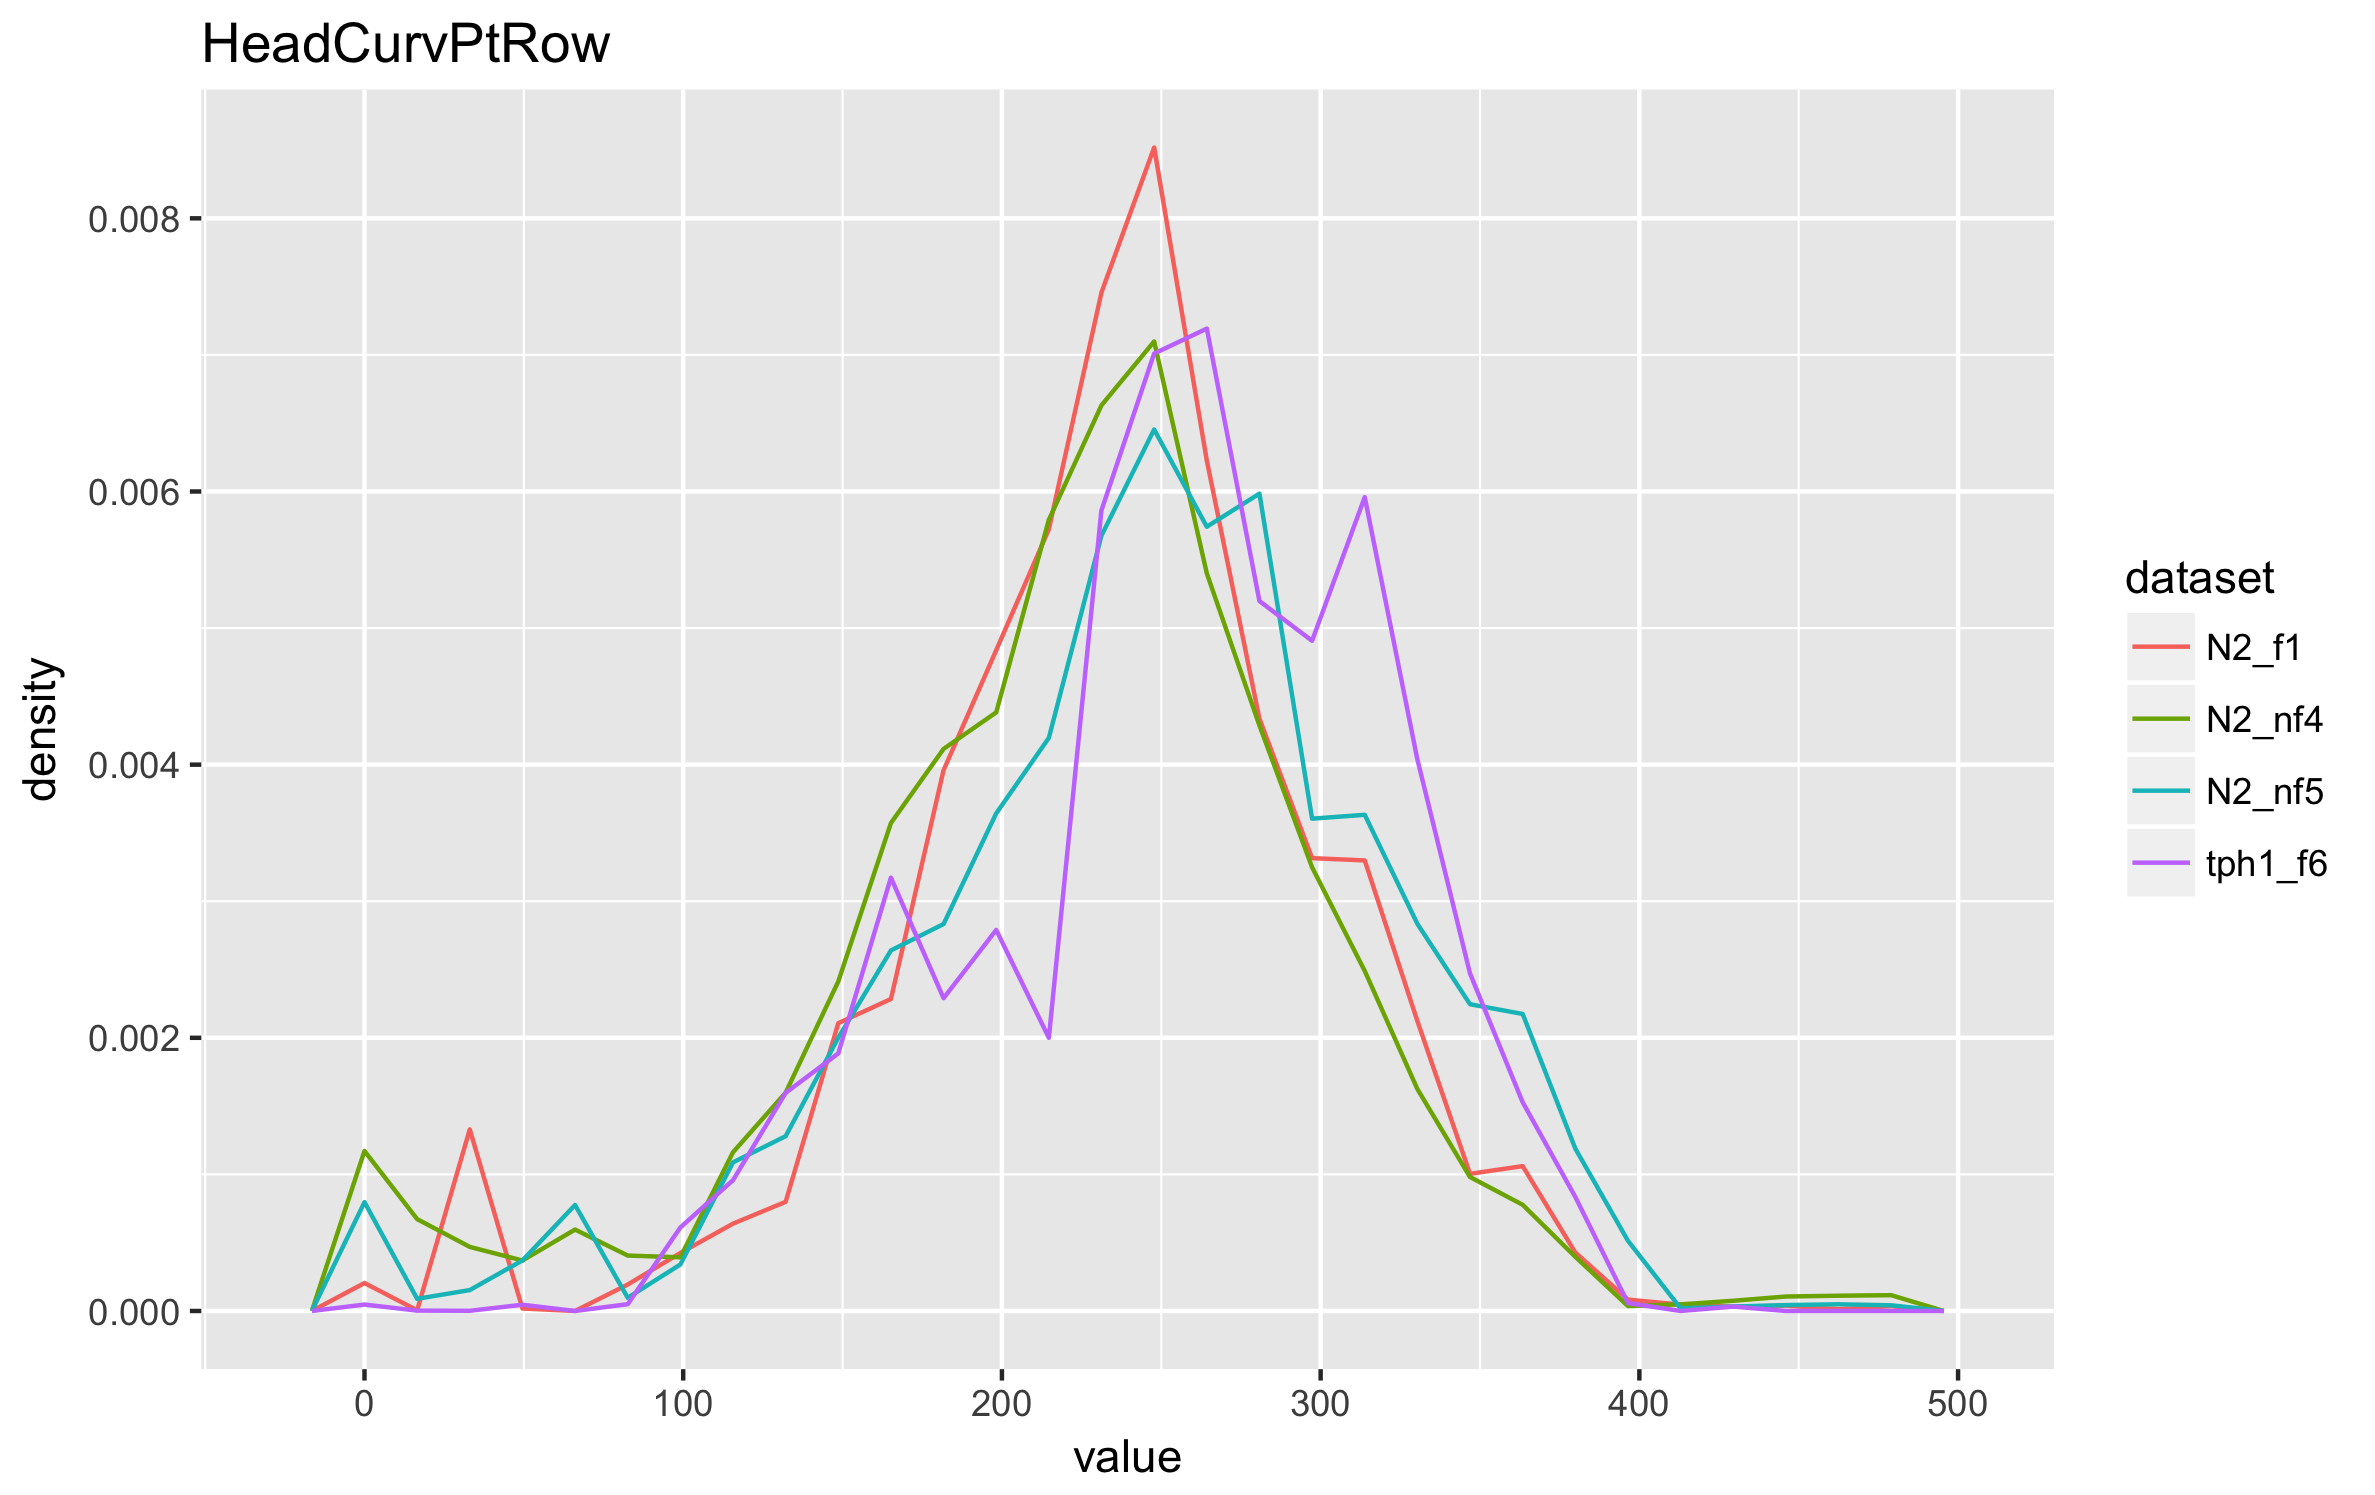 HeadCurvPtRow
density
0.008
0.006
0.004
0.002
0.000
0 100 200 300 400 500
value
dataset
N2_f1
N2_nf4
N2_nf5
tph1_f6